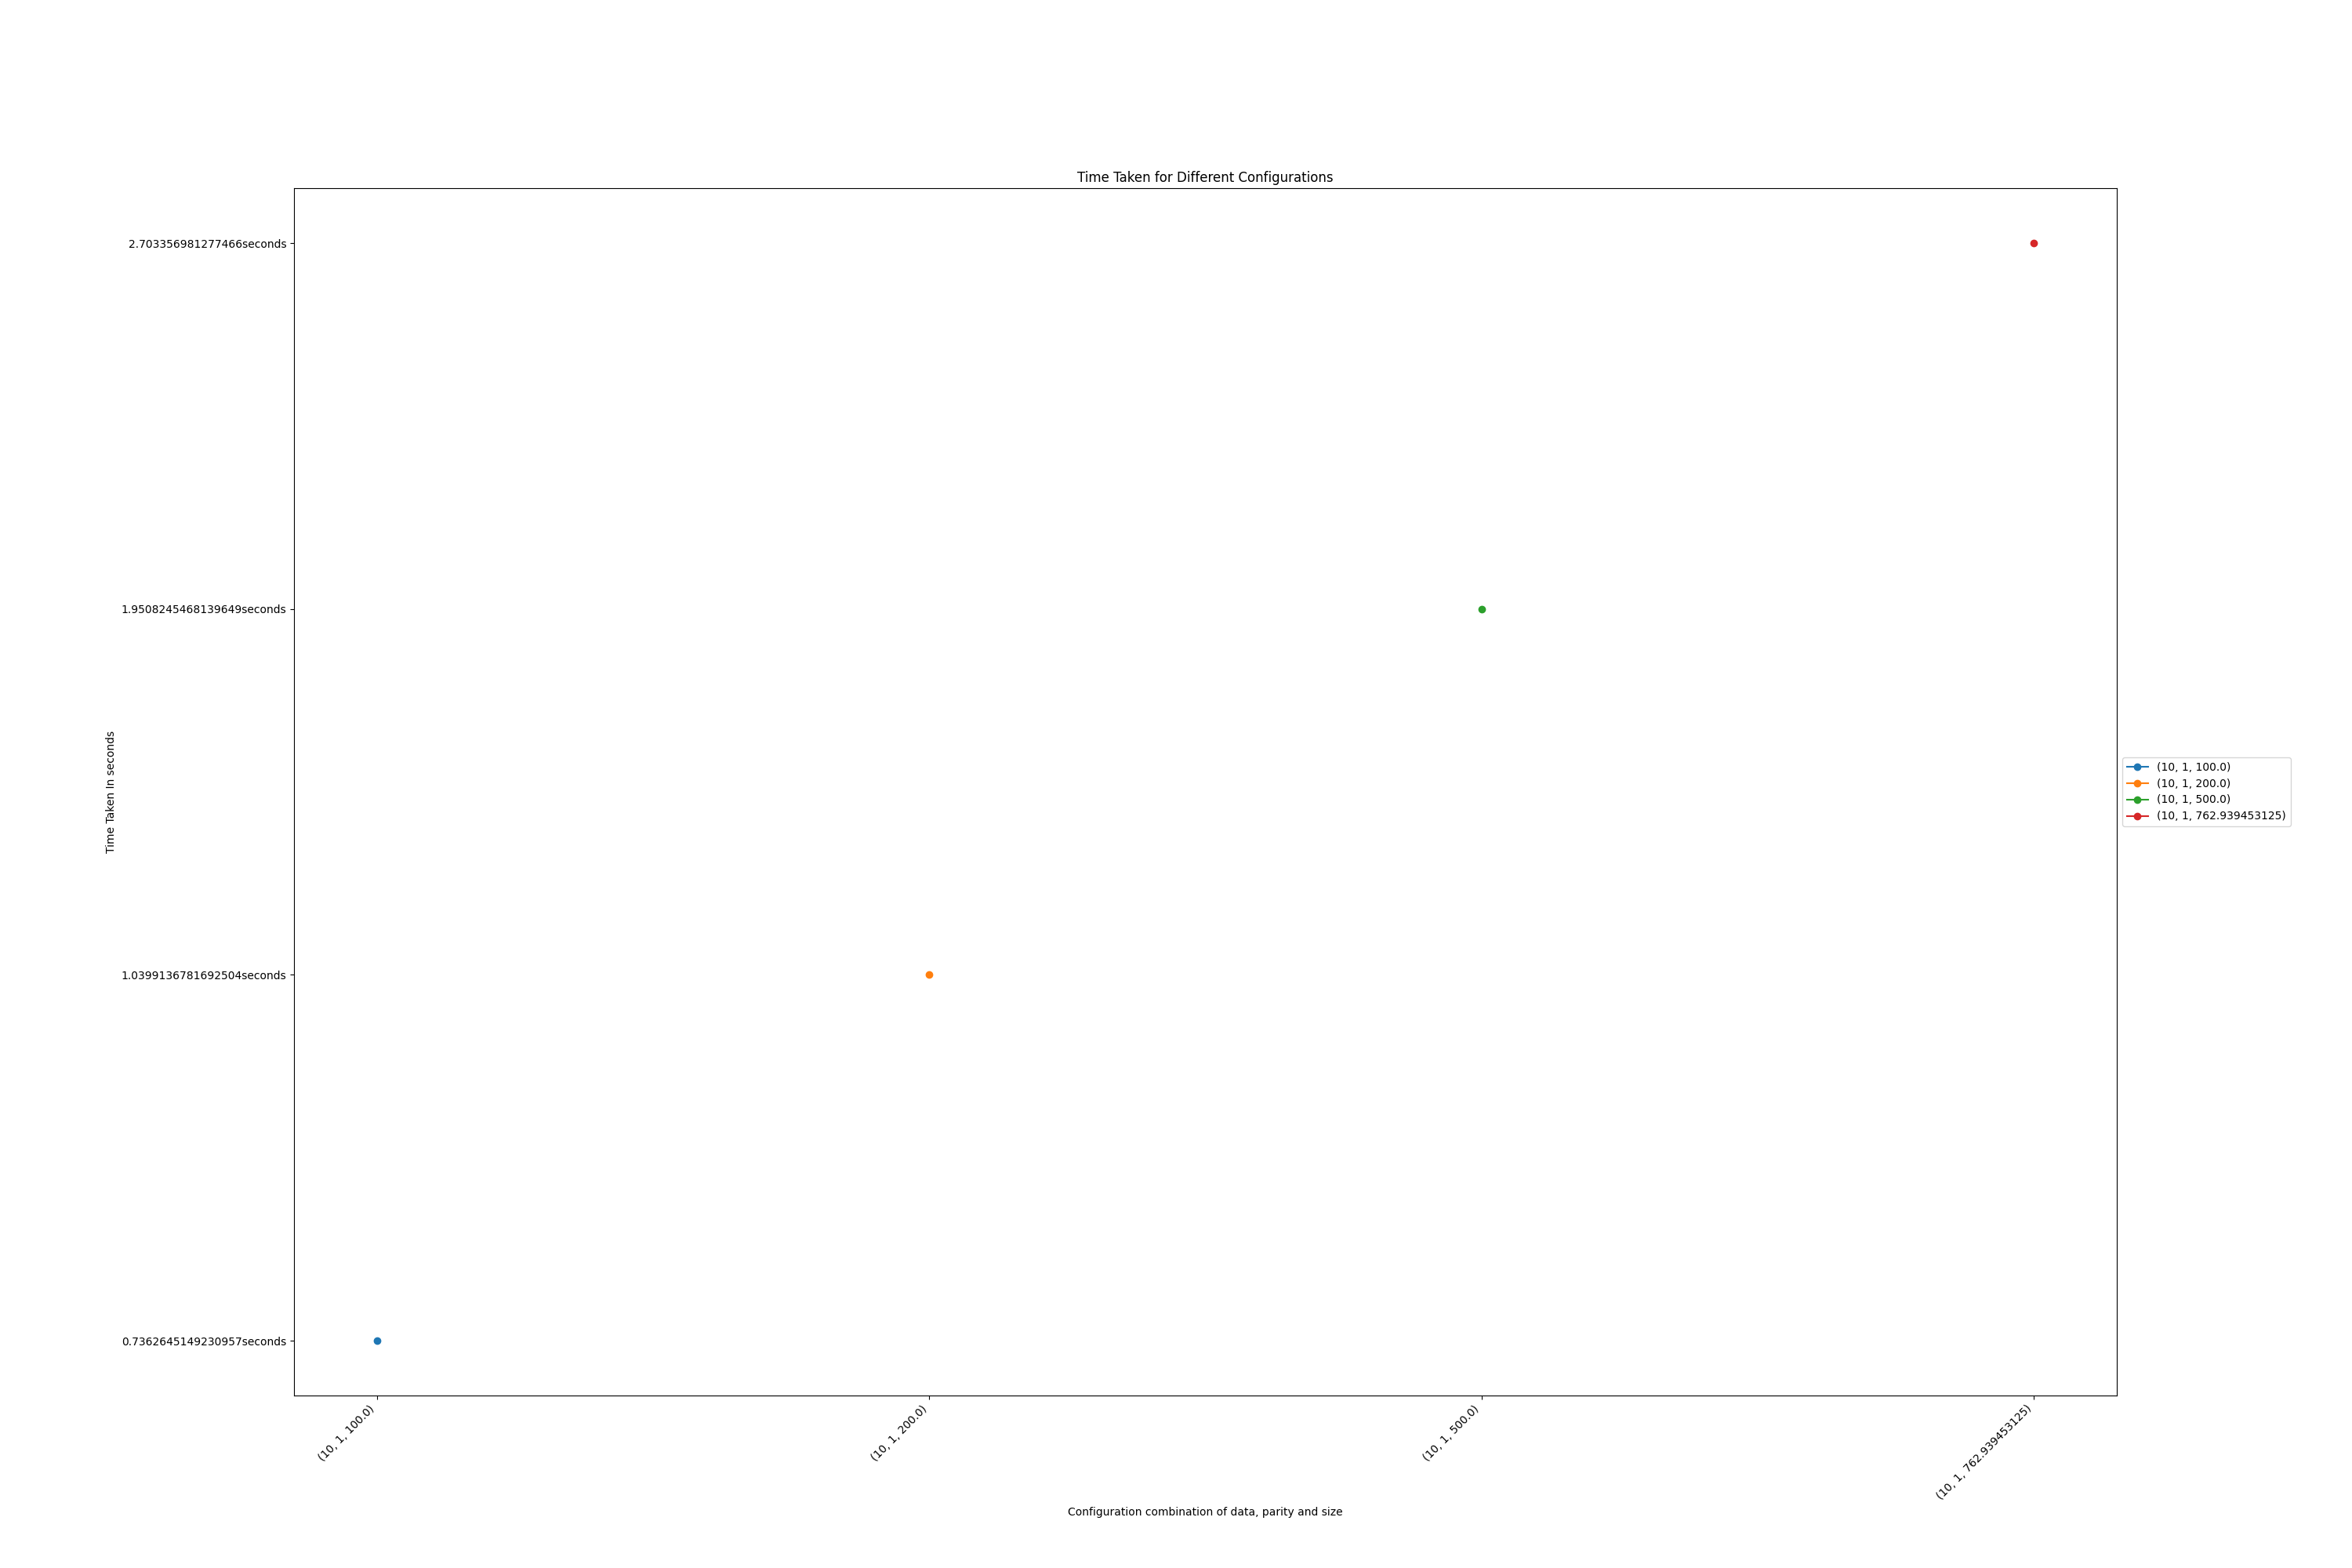 Time Taken for Different Configurations
2.703356981277466seconds
1.9508245468139649seconds
1.0399136781692504seconds
0.7362645149230957seconds
Time Taken In seconds
(10, 1, 100.0)
(10, 1, 200.0)
(10, 1, 500.0)
(10, 1, 762.939453125)
(10, 1, 100.0)
(10, 1, 200.0)
(10, 1, 500.0)
(10, 1, 762.939453125)
Configuration combination of data, parity and size